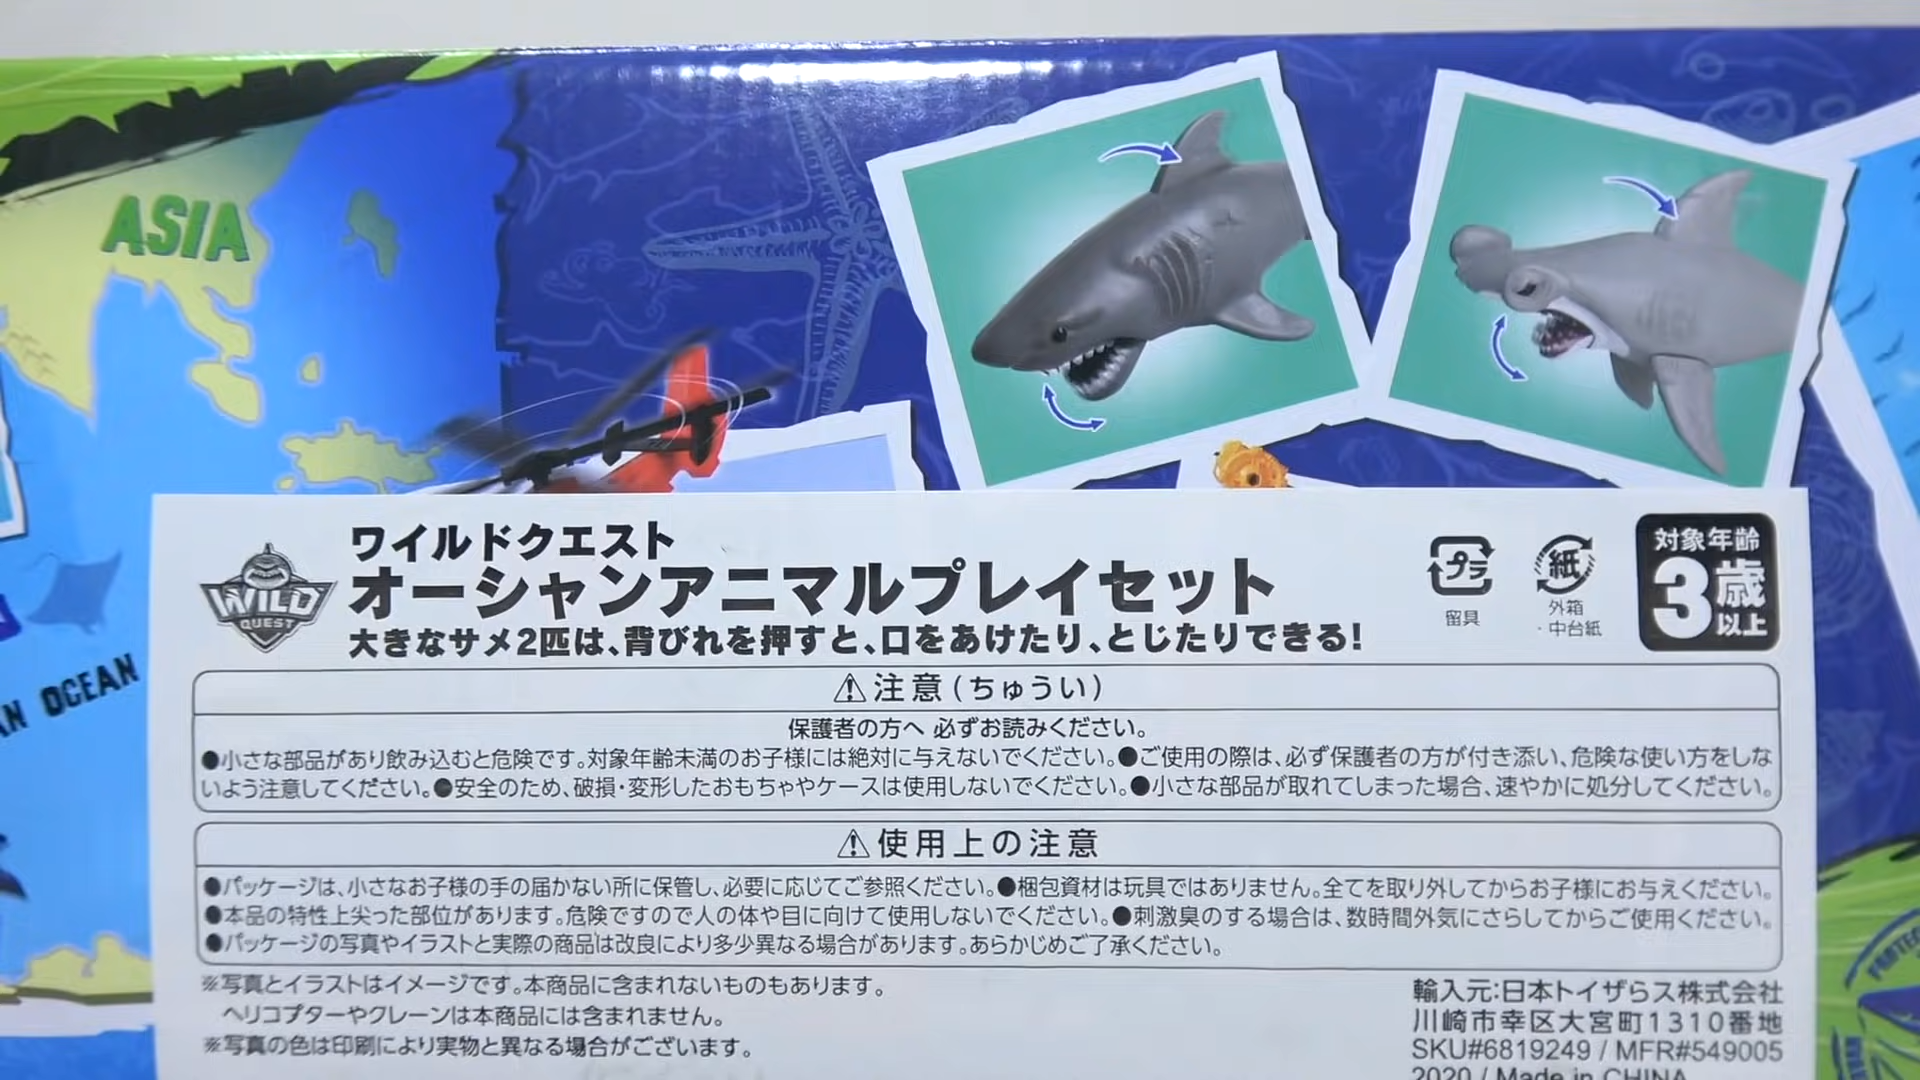 ASIA
AN OCEAN
WILD
QUEST
ワイルドクエスト
オーシャンアニマルプレイセット
大きなサメ2匹は、背びれを押すと、口をあけたり、とじたりできる!
プラ
留具
紙
外箱
・中台紙
対象年齢
3歳
以上
⚠注意(ちゅうい)
保護者の方へ 必ずお読みください。
●小さな部品があり飲み込むと危険です。対象年齢未満のお子様には絶対に与えないでください。●ご使用の際は、必ず保護者の方が付き添い、危険な使い方をしな
いよう注意してください。●安全のため、破損・変形したおもちゃやケースは使用しないでください。●小さな部品が取れてしまった場合、速やかに処分してください。
⚠使用上の注意
●パッケージは、小さなお子様の手の届かない所に保管し、必要に応じてご参照ください。●梱包資材は玩具ではありません。全てを取り外してからお子様にお与えください。
●本品の特性上尖った部位があります。危険ですので人の体や目に向けて使用しないでください。●刺激臭のする場合は、数時間外気にさらしてからご使用ください。
●パッケージの写真やイラストと実際の商品は改良により多少異なる場合があります。あらかじめご了承ください。
※写真とイラストはイメージです。本商品に含まれないものもあります。
ヘリコプターやクレーンは本商品には含まれません。
※写真の色は印刷により実物と異なる場合がございます。
輸入元:日本トイザらス株式会社
川崎市幸区大宮町1310番地
SKU#6819249 / MFR#549005
2020 / Made in CHINA